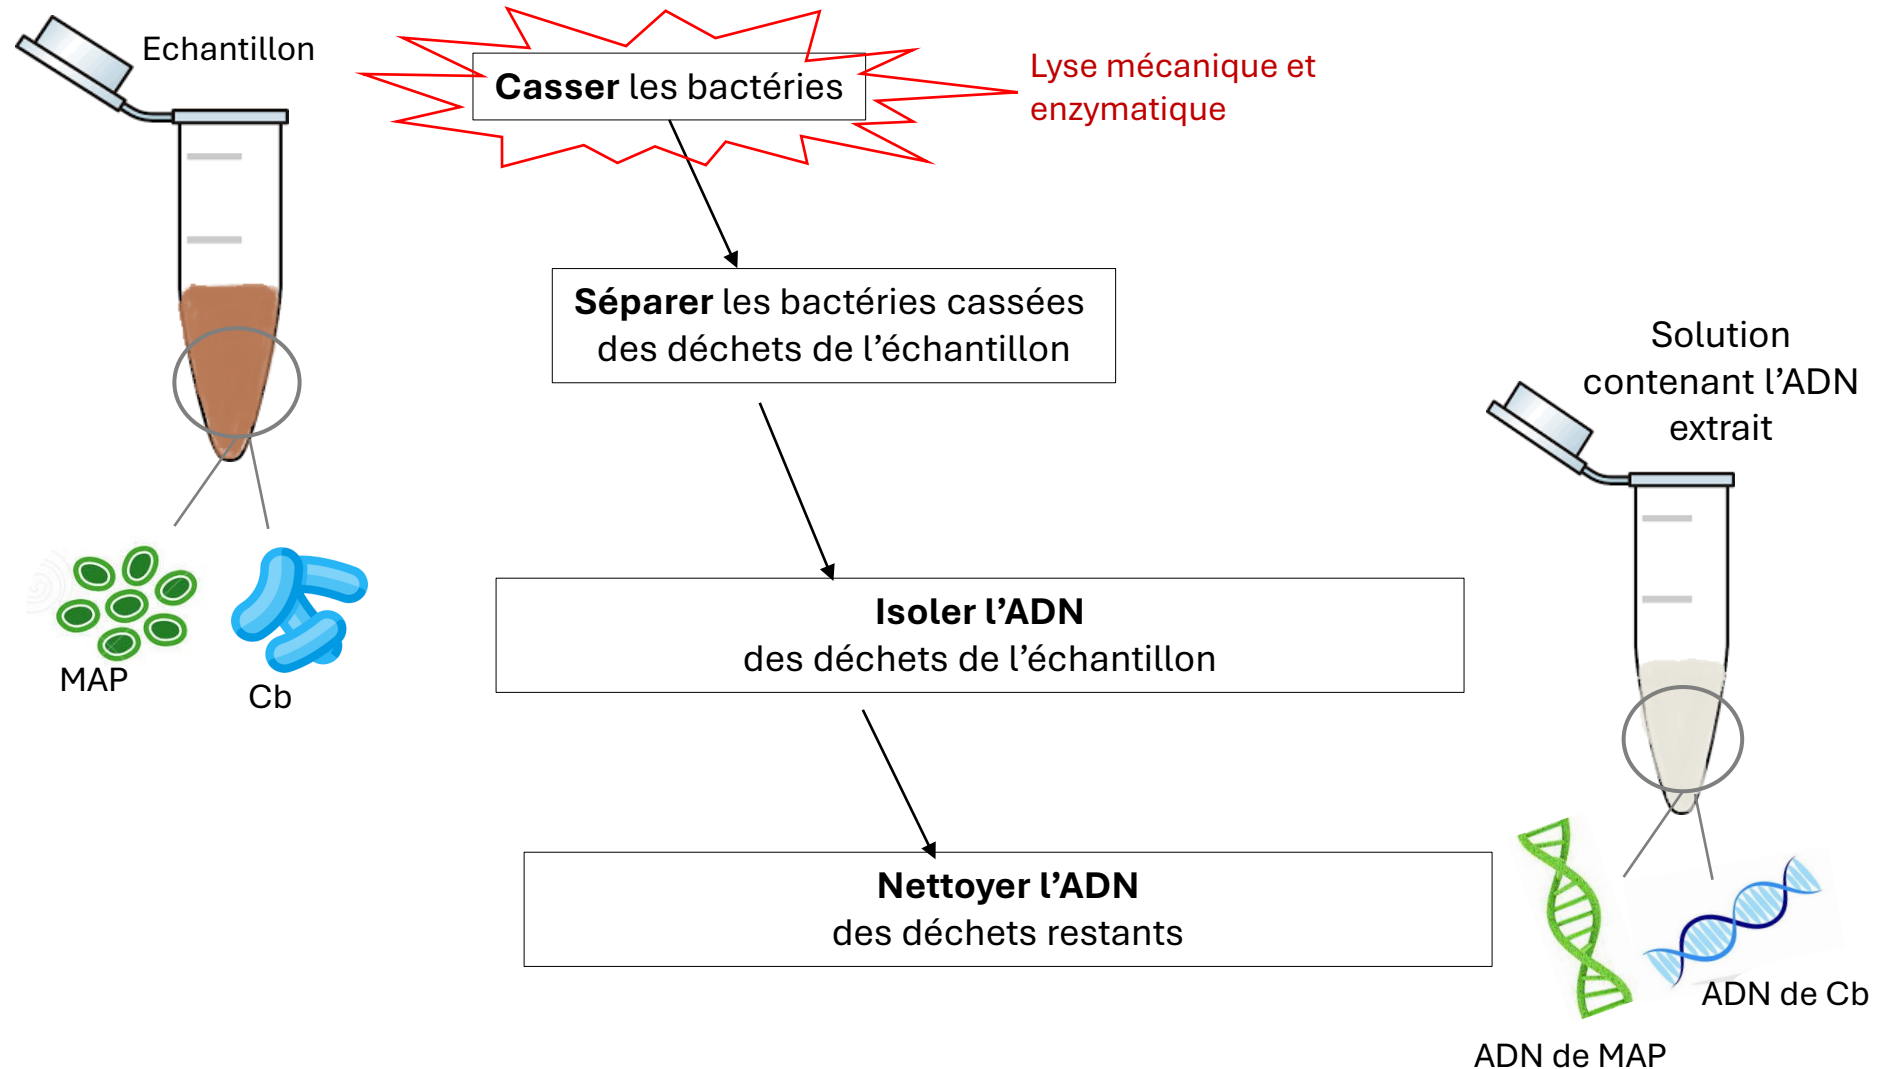 Echantillon
Casser les bactéries
Lyse mécanique et
enzymatique
Séparer les bactéries cassées
des déchets de l’échantillon
Isoler l’ADN
des déchets de l’échantillon
Nettoyer l’ADN
des déchets restants
MAP
Cb
Solution
contenant l’ADN
extrait
ADN de Cb
ADN de MAP